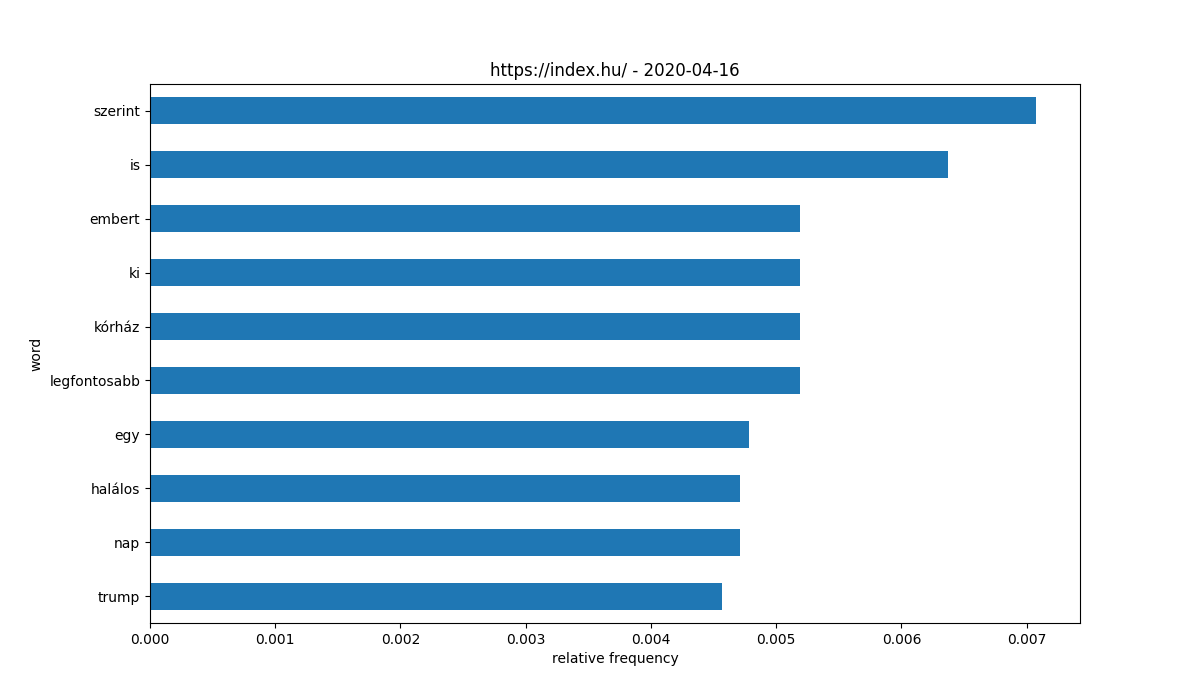 https://index.hu/ - 2020-04-16
szerint
is
embert
ki
kórház
legfontosabb
egy
halálos
nap
trump
word
0.000 0.001 0.002 0.003 0.004 0.005 0.006 0.007
relative frequency